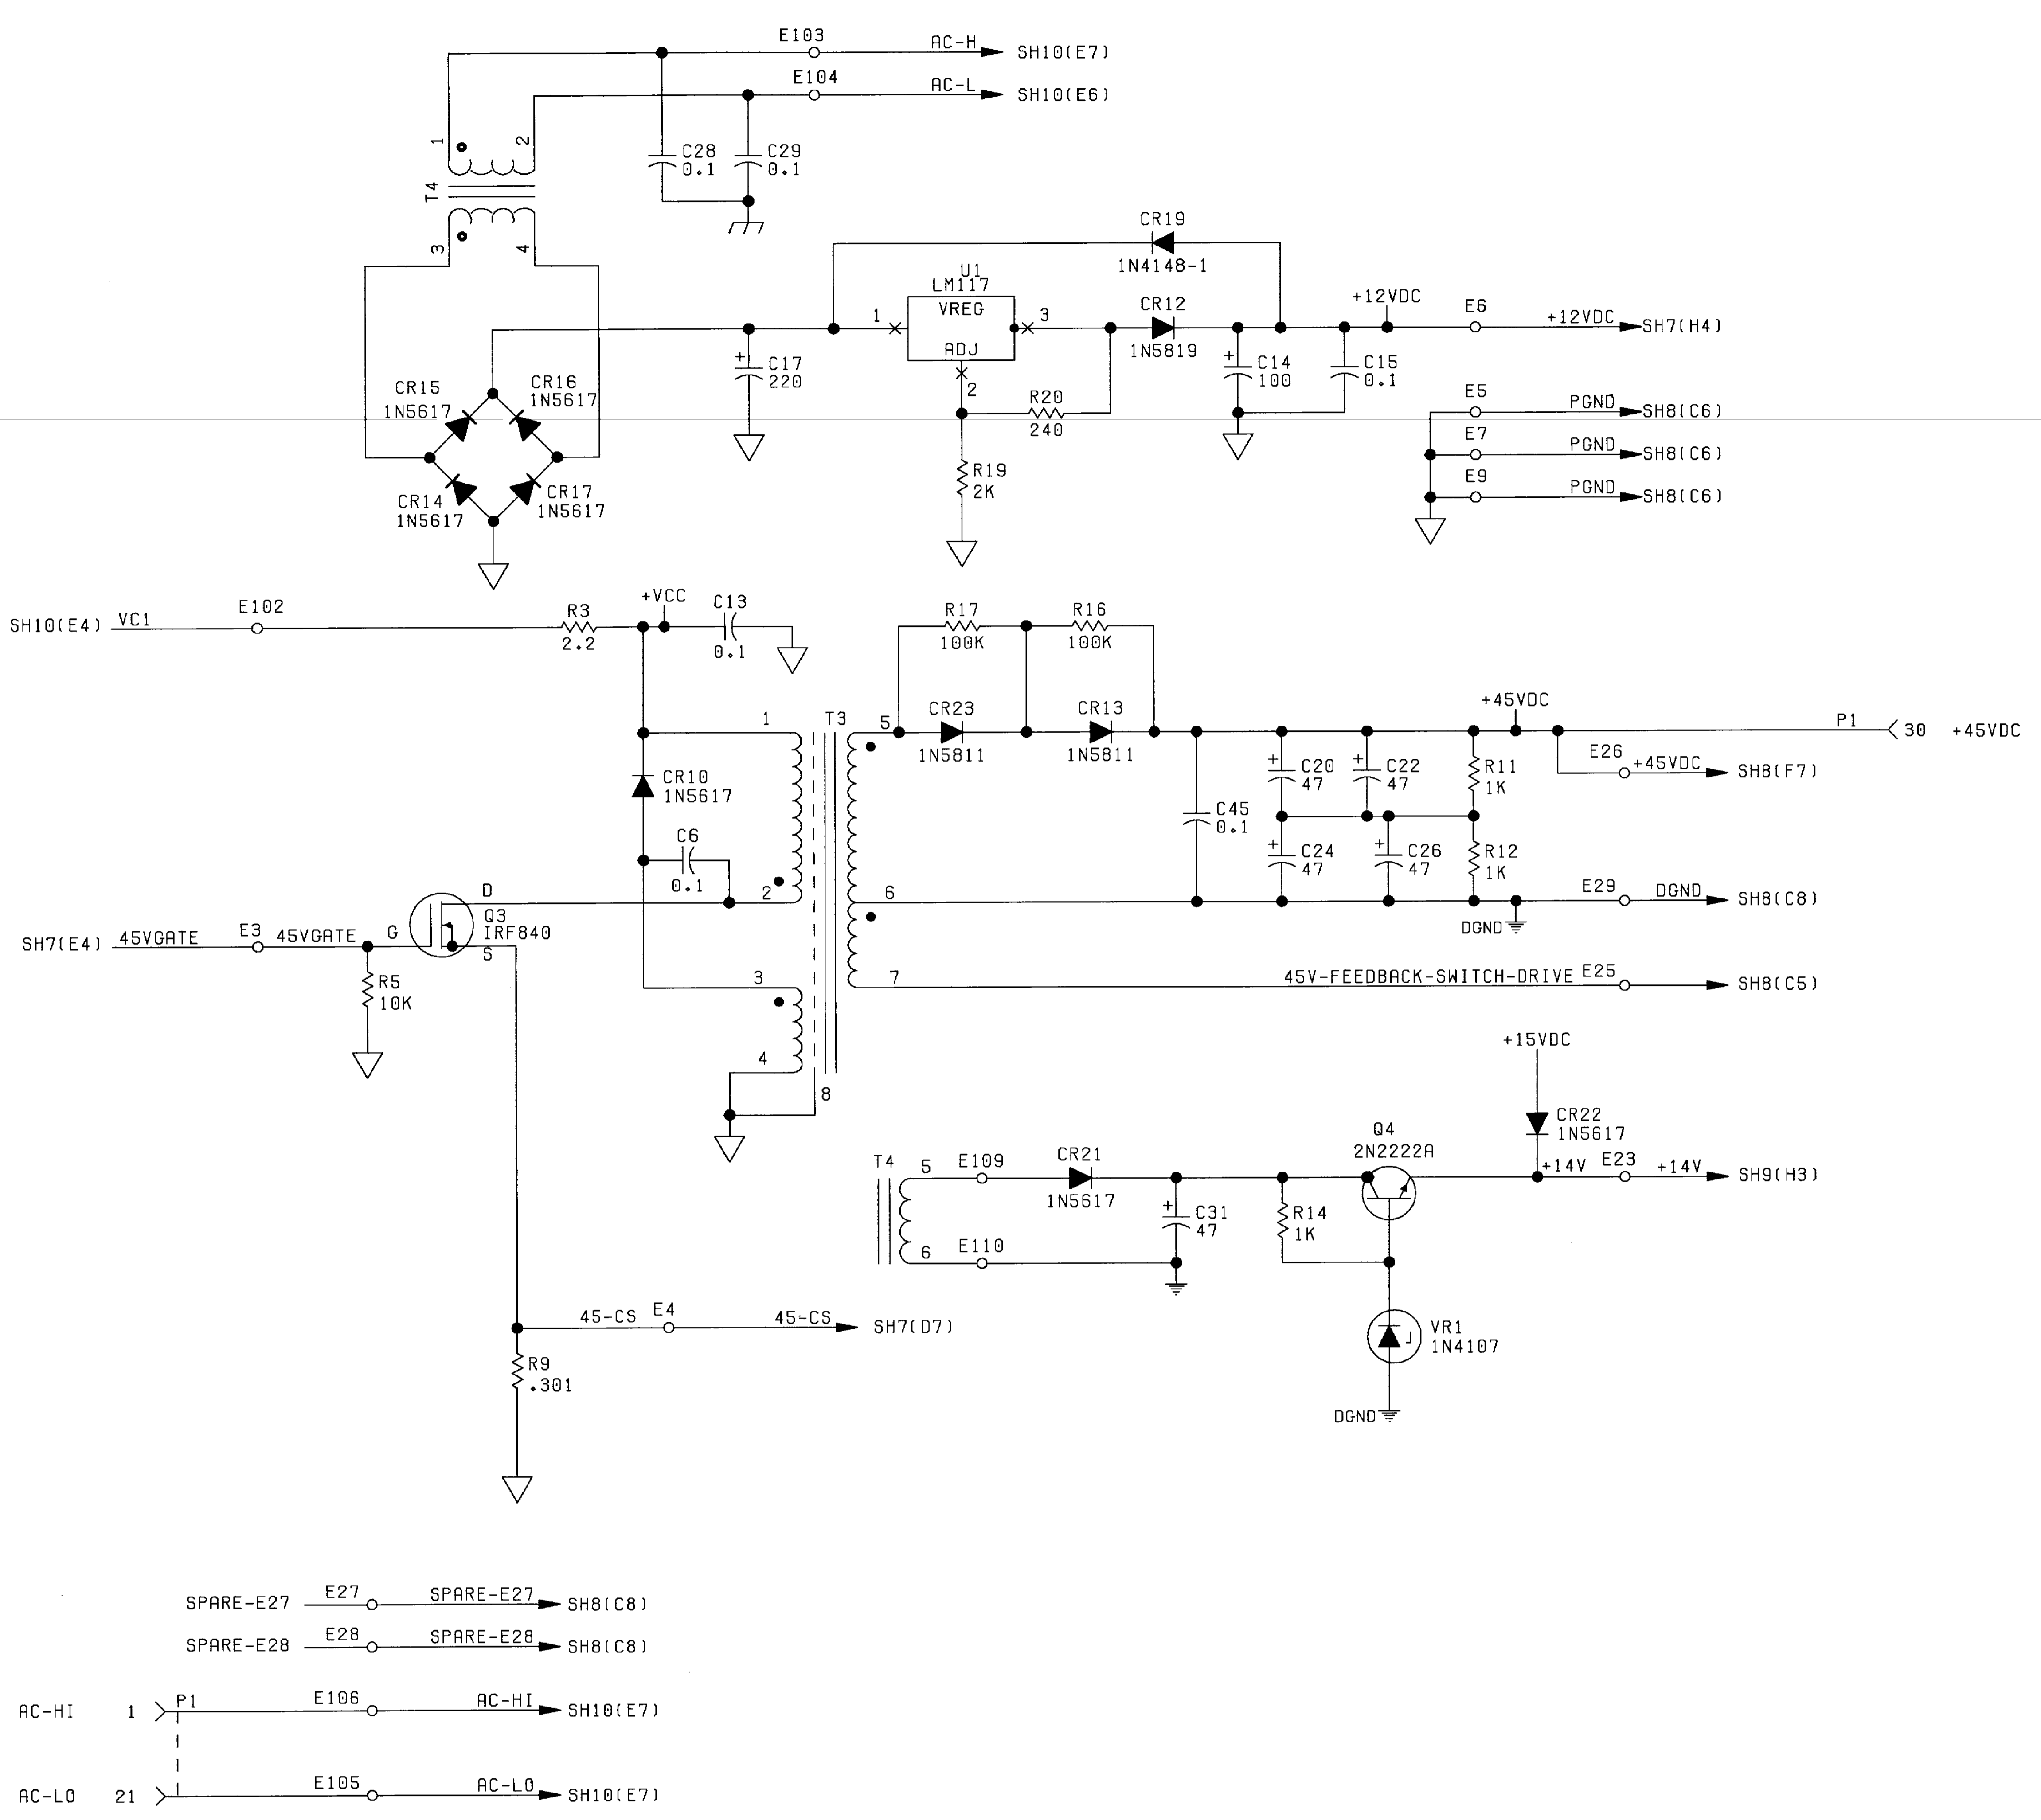 E103 AC-H SH10(E7)
E104 AC-L SH10(E6)
1 2
C28 0.1
C29 0.1
T4
3 4
CR19
1N4148-1
U1
LM117
VREG
1 3
ADJ
2
CR12
1N5819
+12VDC
E6 +12VDC SH7(H4)
C17
220
C14
100
C15
0.1
R20
240
CR15
1N5617
CR16
1N5617
E5 PGND SH8(C6)
E7 PGND SH8(C6)
E9 PGND SH8(C6)
R19
2K
CR14
1N5617
CR17
1N5617
SH10(E4) VC1 E102
R3
2.2
+VCC
C13
0.1
R17
100K
R16
100K
1 T3 5
CR23
1N5811
CR13
1N5811
+45VDC
P1 30 +45VDC
E26 +45VDC SH8(F7)
CR10
1N5617
C20
47
C22
47
R11
1K
C45
0.1
C6
0.1
C24
47
C26
47
R12
1K
2 6
E29 DGND SH8(C8)
DGND
D
Q3
IRF840
G
S
SH7(E4) 45VGATE E3 45VGATE
R5
10K
3 7
45V-FEEDBACK-SWITCH-DRIVE E25 SH8(C5)
4
8
+15VDC
CR22
1N5617
Q4
2N2222A
T4 5 E109
CR21
1N5617
+14V E23 +14V SH9(H3)
C31
47
R14
1K
6 E110
45-CS E4 45-CS SH7(D7)
VR1
1N4107
R9
.301
DGND
SPARE-E27 E27 SPARE-E27 SH8(C8)
SPARE-E28 E28 SPARE-E28 SH8(C8)
AC-HI 1 P1 E106 AC-HI SH10(E7)
AC-LO 21 E105 AC-LO SH10(E7)